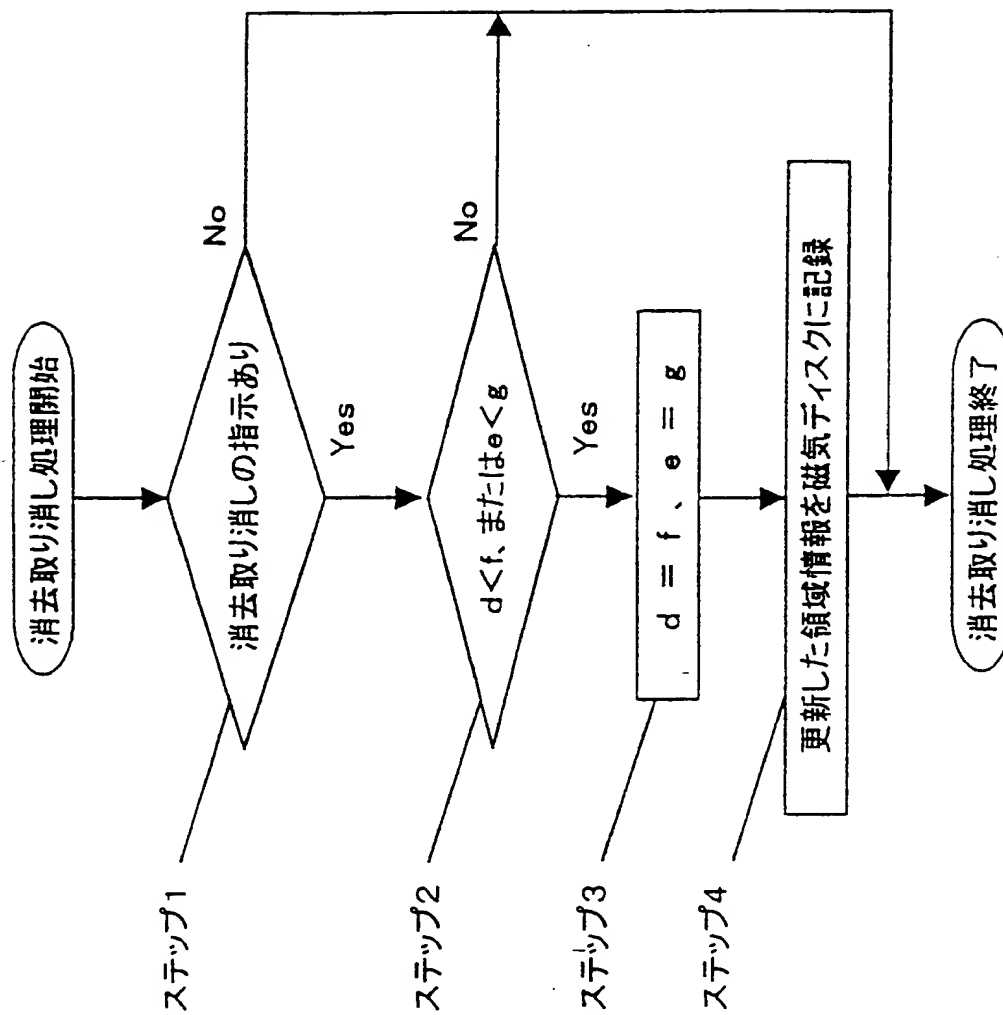 消去取り消し処理開始
ステップ1
消去取り消しの指示あり
No
Yes
ステップ2
d<f、またはe<g
No
Yes
ステップ3
d = f 、 e = g
ステップ4
更新した領域情報を磁気ディスクに記録
消去取り消し処理終了